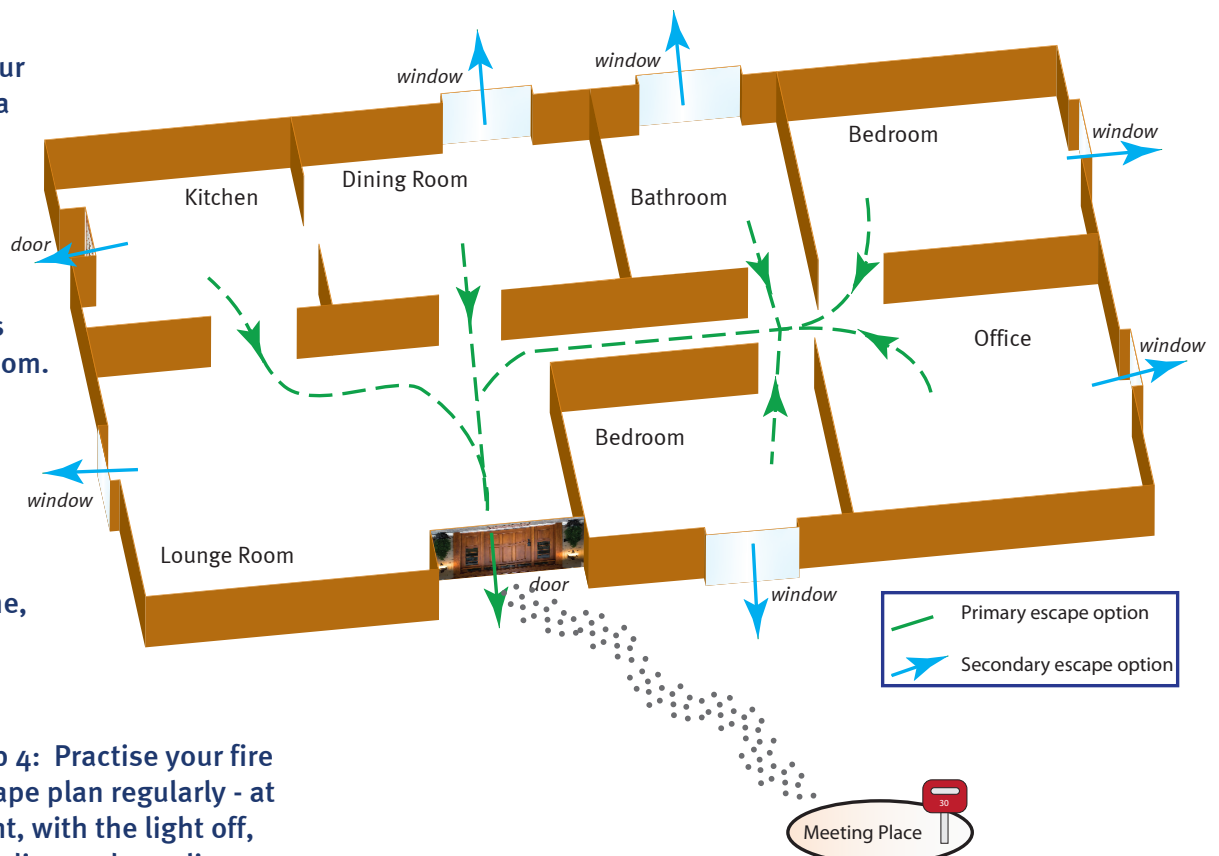 ur
a
window
window
Bedroom
window
Dining Room
Kitchen
Bathroom
door
s
om.
Office
window
Bedroom
window
Lounge Room
door
window
ne,
Primary escape option
Secondary escape option
p 4: Practise your fire
ape plan regularly - at
nt, with the light off,
30
Meeting Place